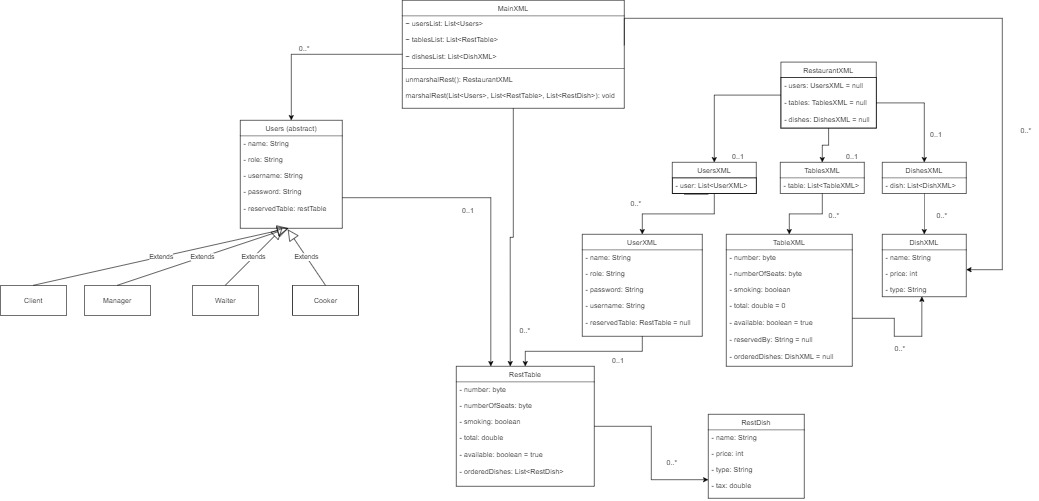 MainXML
~ usersList: List<Users>
~ tablesList: List<RestTable>
~ dishesList: List<DishXML>
unmarshalRest(): RestaurantXML
marshalRest(List<Users>, List<RestTable>, List<RestDish>): void
0..*
0..*
Users (abstract)
- name: String
- role: String
- username: String
- password: String
- reservedTable: restTable
0..1
Extends
Extends
Extends
Extends
Client
Manager
Waiter
Cooker
RestaurantXML
- users: UsersXML = null
- tables: TablesXML = null
- dishes: DishesXML = null
0..1
0..1
0..1
UsersXML
- user: List<UserXML>
TablesXML
- table: List<TableXML>
DishesXML
- dish: List<DishXML>
0..*
0..*
0..*
UserXML
- name: String
- role: String
- password: String
- username: String
- reservedTable: RestTable = null
TableXML
- number: byte
- numberOfSeats: byte
- smoking: boolean
- total: double = 0
- available: boolean = true
- reservedBy: String = null
- orderedDishes: DishXML = null
DishXML
- name: String
- price: int
- type: String
0..*
0..*
0..1
RestTable
- number: byte
- numberOfSeats: byte
- smoking: boolean
- total: double
- available: boolean = true
- orderedDishes: List<RestDish>
0..*
RestDish
- name: String
- price: int
- type: String
- tax: double